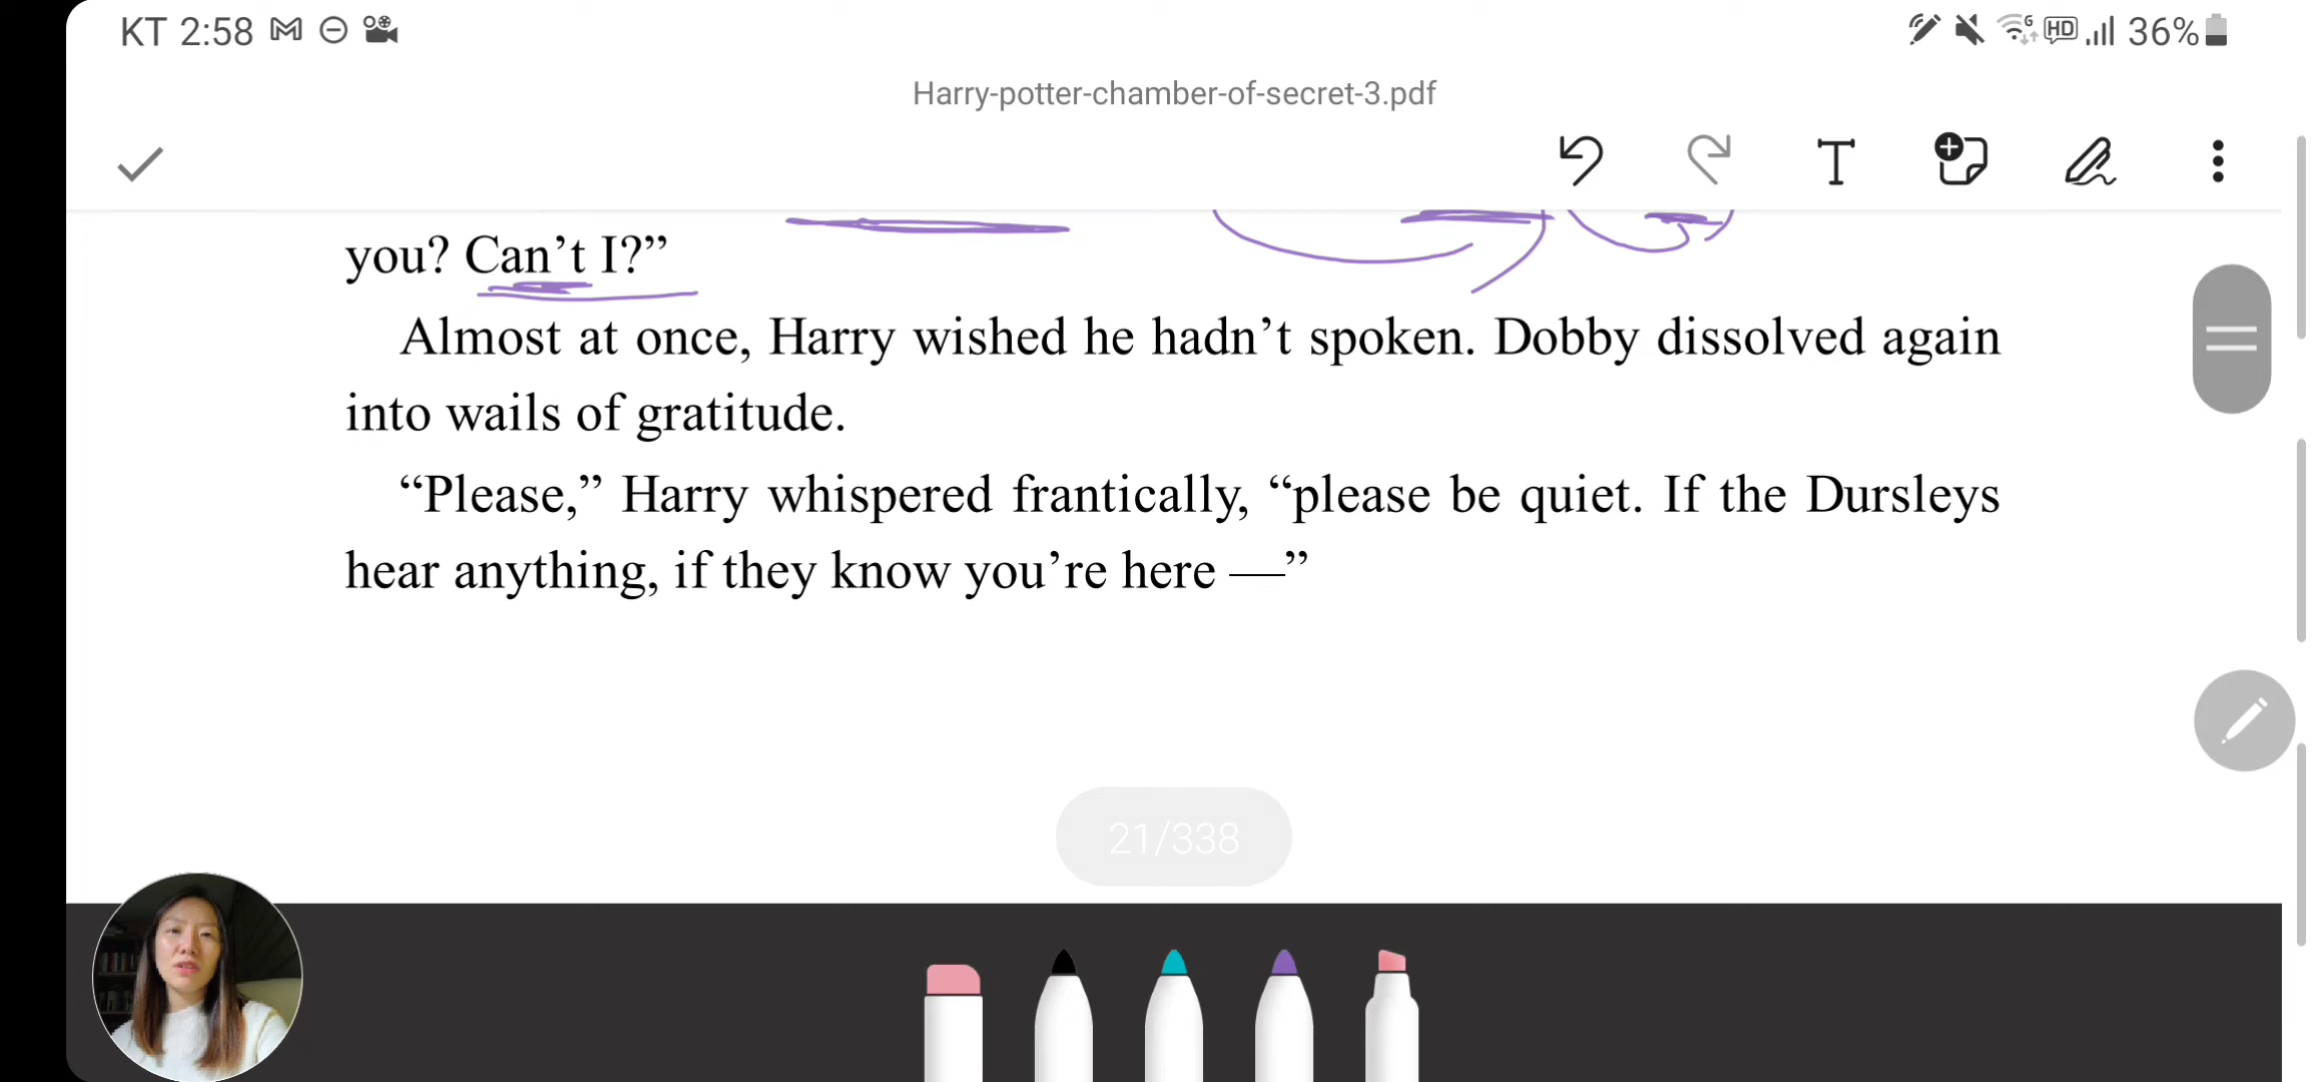 KT 2:58
6 HD 36%
Harry-potter-chamber-of-secret-3.pdf
T
you? Can’t I?”
Almost at once, Harry wished he hadn’t spoken. Dobby dissolved again
into wails of gratitude.
“Please,” Harry whispered frantically, “please be quiet. If the Dursleys
hear anything, if they know you’re here —”
21/338